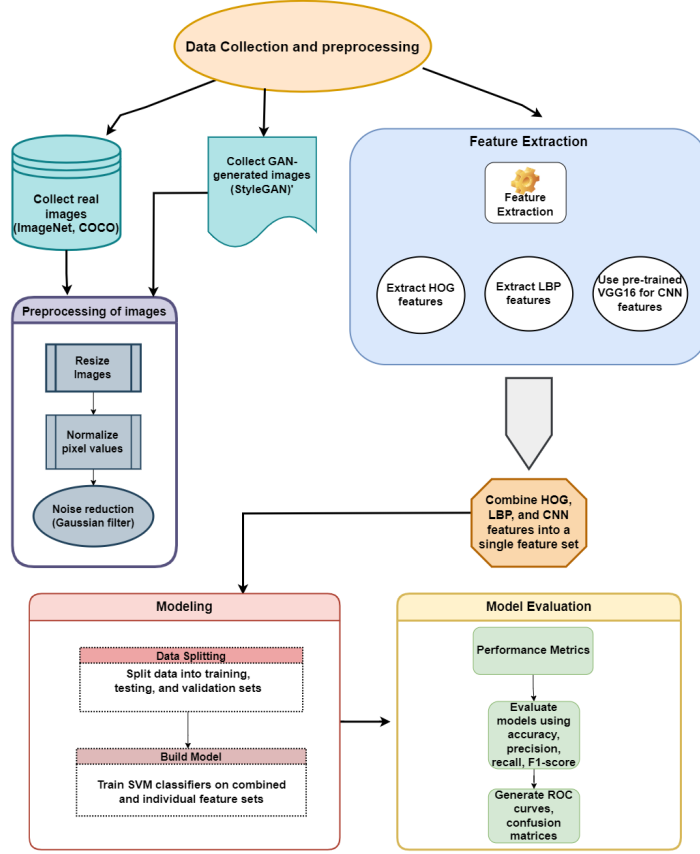 Data Collection and preprocessing
Collect real
images
(ImageNet, COCO)
Collect GAN-
generated images
(StyleGAN)'
Feature Extraction
Feature
Extraction
Extract HOG
features
Extract LBP
features
Use pre-trained
VGG16 for CNN
features
Preprocessing of images
Resize
Images
Normalize
pixel values
Noise reduction
(Gaussian filter)
Combine HOG,
LBP, and CNN
features into a
single feature set
Modeling
Data Splitting
Split data into training,
testing, and validation sets
Build Model
Train SVM classifiers on combined
and individual feature sets
Model Evaluation
Performance Metrics
Evaluate
models using
accuracy,
precision,
recall, F1-score
Generate ROC
curves,
confusion
matrices